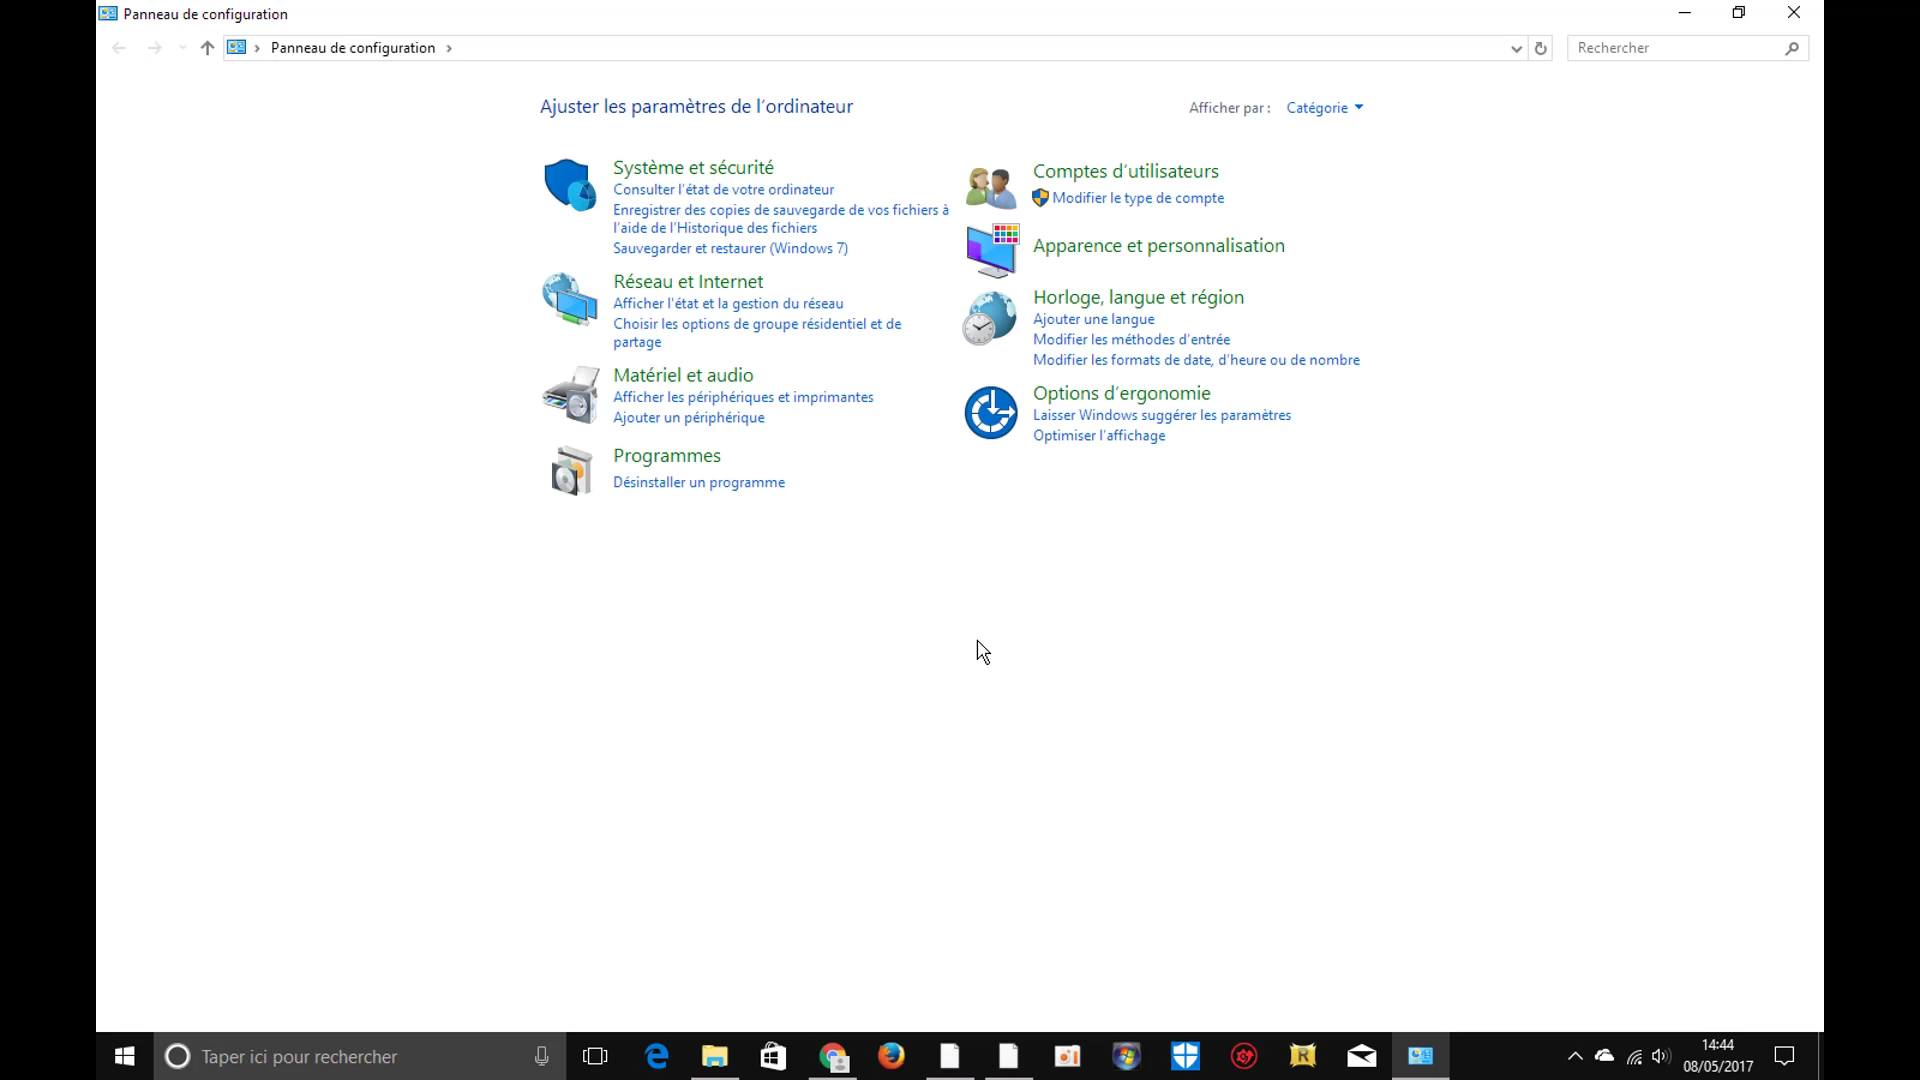 Panneau de configuration
Panneau de configuration
Rechercher
Ajuster les paramètres de l'ordinateur
Afficher par : Catégorie
Système et sécurité
Consulter l'état de votre ordinateur
Enregistrer des copies de sauvegarde de vos fichiers à
l'aide de l'Historique des fichiers
Sauvegarder et restaurer (Windows 7)
Réseau et Internet
Afficher l'état et la gestion du réseau
Choisir les options de groupe résidentiel et de
partage
Matériel et audio
Afficher les périphériques et imprimantes
Ajouter un périphérique
Programmes
Désinstaller un programme
Comptes d'utilisateurs
Modifier le type de compte
Apparence et personnalisation
Horloge, langue et région
Ajouter une langue
Modifier les méthodes d'entrée
Modifier les formats de date, d'heure ou de nombre
Options d'ergonomie
Laisser Windows suggérer les paramètres
Optimiser l'affichage
Taper ici pour rechercher
R
14:44
08/05/2017